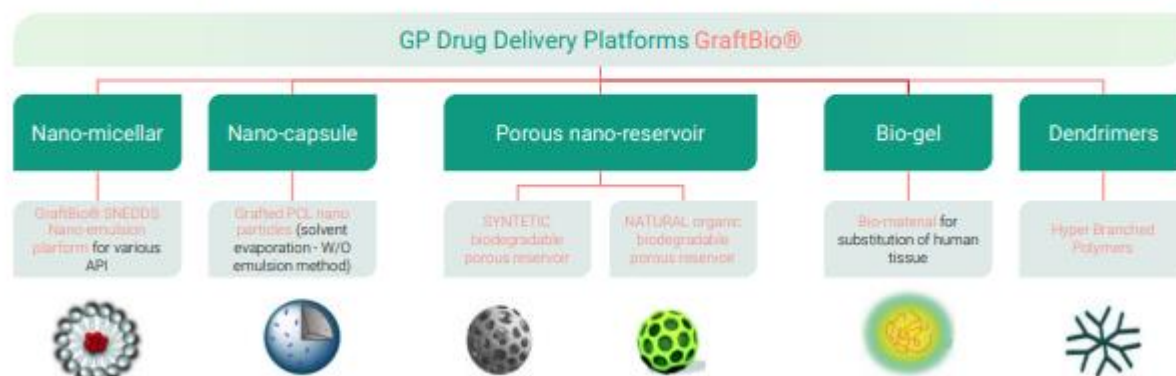 GP Drug Delivery Platforms GraftBio®
Nano-micellar
Nano-capsule
Porous nano-reservoir
Bio-gel
Dendrimers
GraftBio® SNEDDS
Nano-emulsion
plarform for various
API
Grafted PCL nano
particles (solvent
evaporation - W/O
emulsion method)
SYNTETIC
biodegradable
porous reservoir
NATURAL organic
biodegradable
porous reservoir
Bio-material for
substitution of human
tissue
Hyper Branched
Polymers